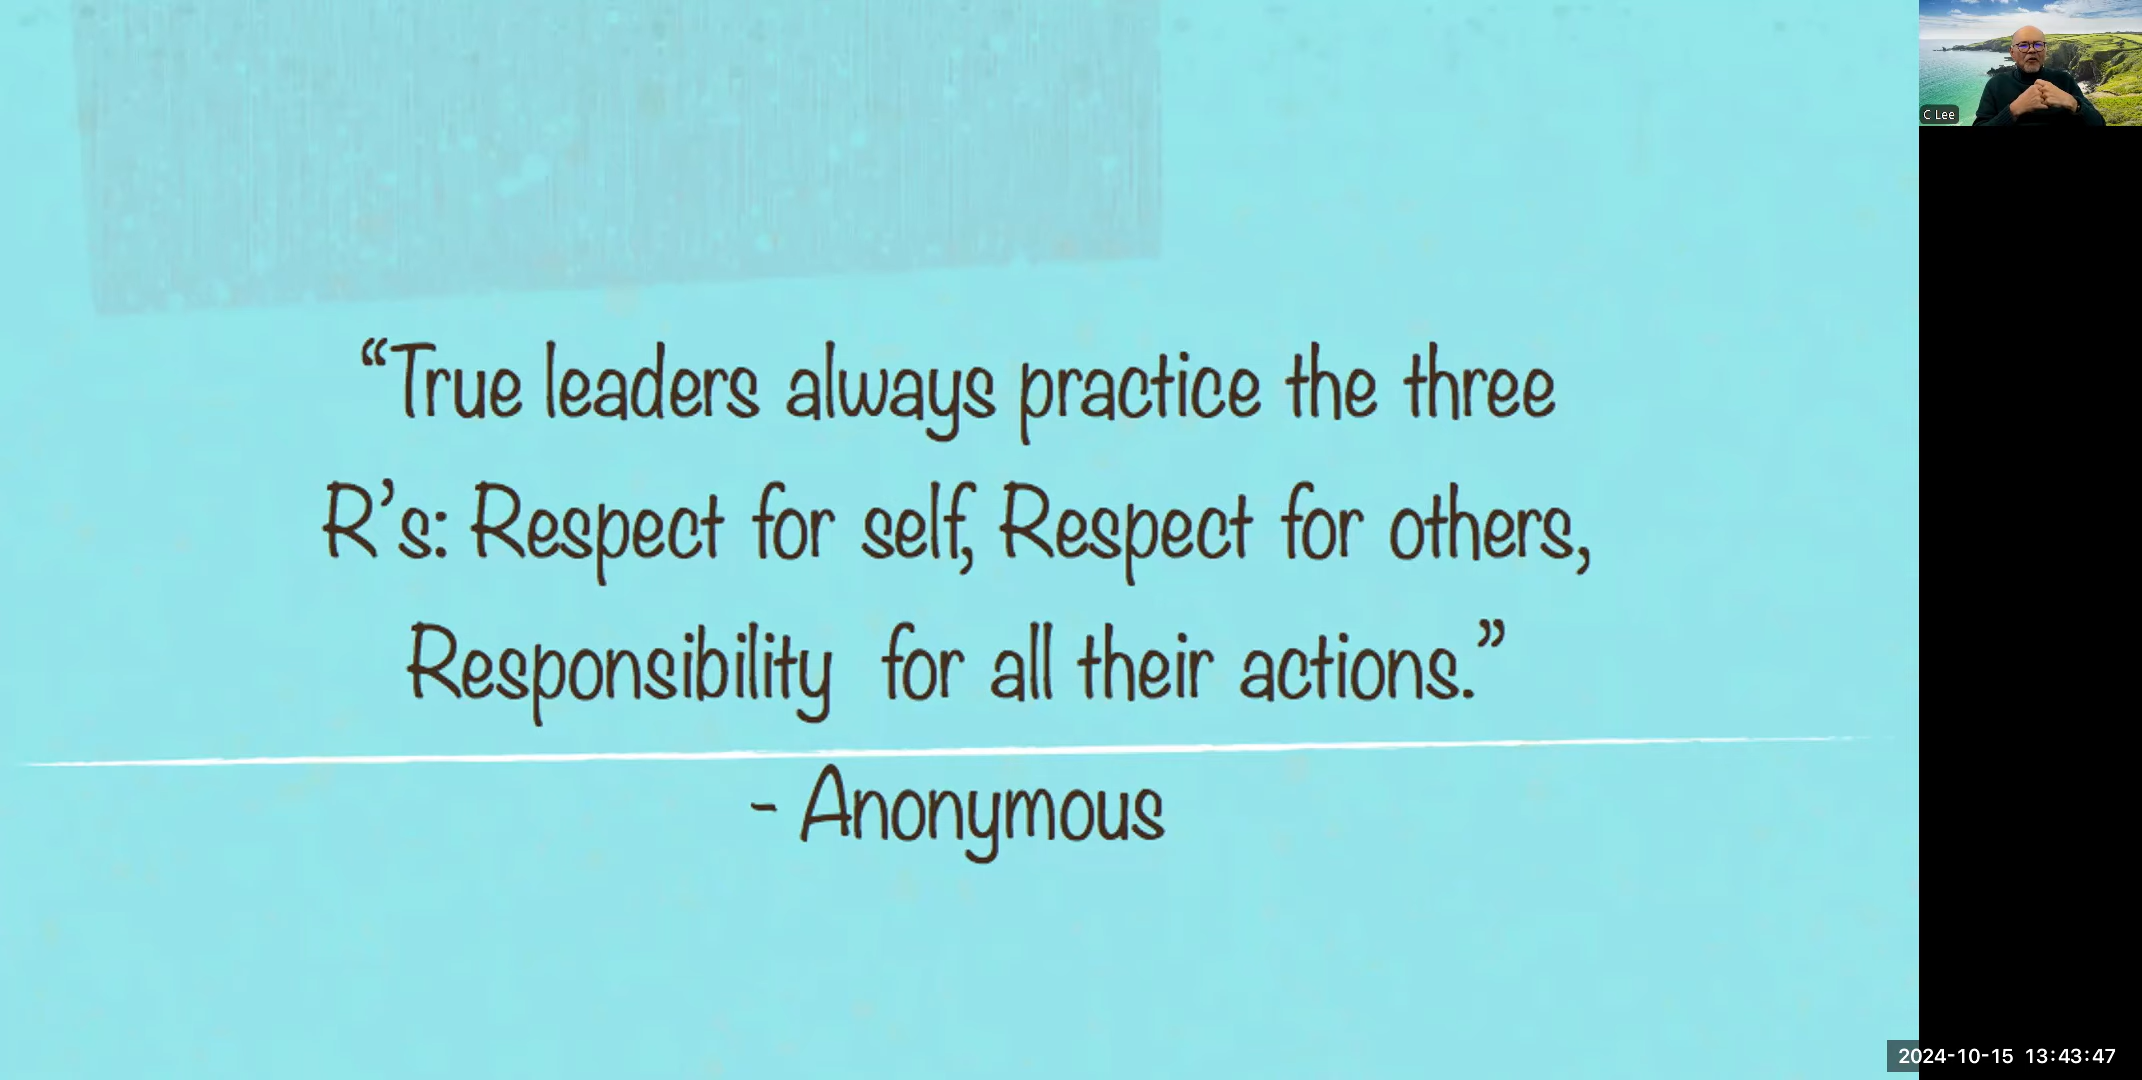 “True leaders always practice the three
R’s: Respect for self, Respect for others,
Responsibility  for all their actions.”
- Anonymous
C Lee
2024-10-15 13:43:47